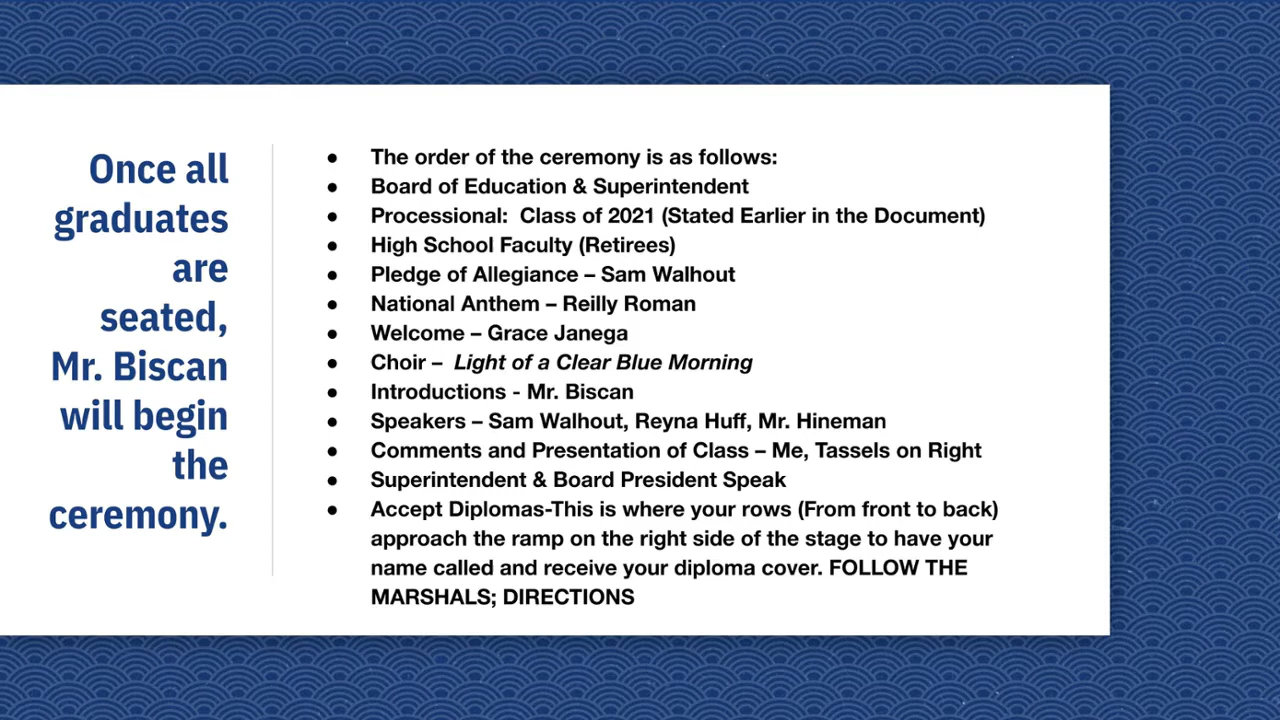 Once all
graduates
are
seated,
Mr. Biscan
will begin
the
ceremony.
● The order of the ceremony is as follows:
● Board of Education & Superintendent
● Processional:  Class of 2021 (Stated Earlier in the Document)
● High School Faculty (Retirees)
● Pledge of Allegiance – Sam Walhout
● National Anthem – Reilly Roman
● Welcome – Grace Janega
● Choir –  Light of a Clear Blue Morning
● Introductions - Mr. Biscan
● Speakers – Sam Walhout, Reyna Huff, Mr. Hineman
● Comments and Presentation of Class – Me, Tassels on Right
● Superintendent & Board President Speak
● Accept Diplomas-This is where your rows (From front to back)
approach the ramp on the right side of the stage to have your
name called and receive your diploma cover. FOLLOW THE
MARSHALS; DIRECTIONS